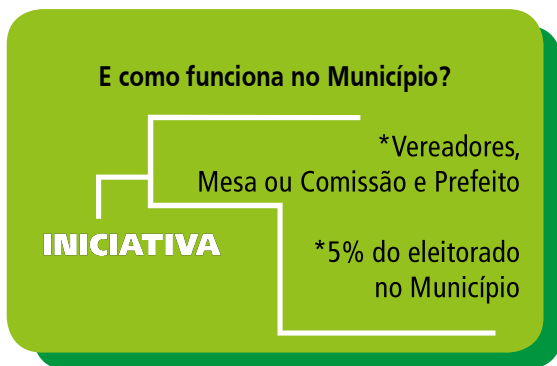 E como funciona no Município?
*Vereadores,
Mesa ou Comissão e Prefeito
INICIATIVA
*5% do eleitorado
no Município